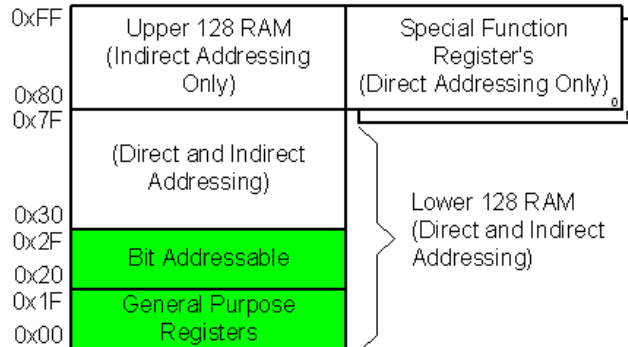 0xFF
Upper 128 RAM
(Indirect Addressing
Only)
0x80
Special Function
Register's
(Direct Addressing Only)
0
0x7F
(Direct and Indirect
Addressing)
0x30
Lower 128 RAM
(Direct and Indirect
Addressing)
0x2F
Bit Addressable
0x20
0x1F
General Purpose
Registers
0x00